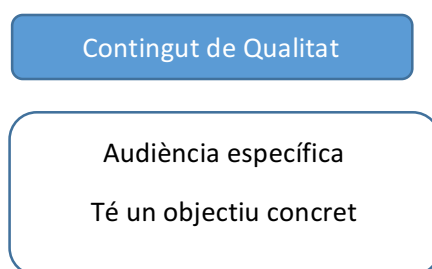 Contingut de Qualitat
Audiència específica
Té un objectiu concret